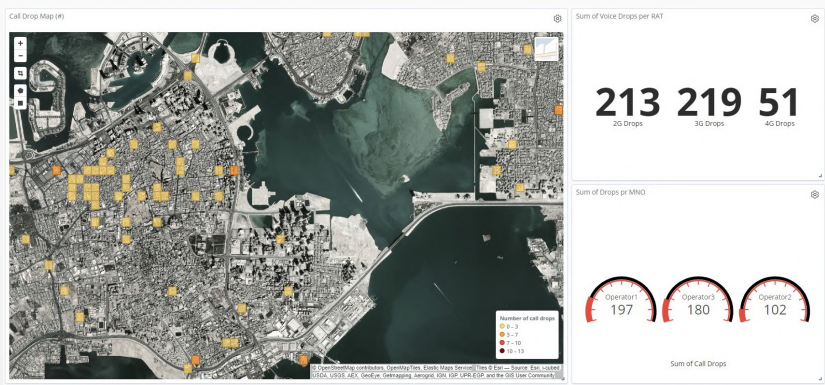 Call Drop Map (#)
+
−
Number of call drops
0 – 3
3 – 7
7 – 10
10 – 13
© OpenStreetMap contributors, OpenMapTiles, Elastic Maps Service | Tiles © Esri — Source: Esri, i-cubed
USDA, USGS, AEX, GeoEye, Getmapping, Aerogrid, IGN, IGP, UPR-EGP, and the GIS User Community
Sum of Voice Drops per RAT
213 219 51
2G Drops 3G Drops 4G Drops
Sum of Drops pr MNO
Operator1 Operator3 Operator2
197 180 102
Sum of Call Drops